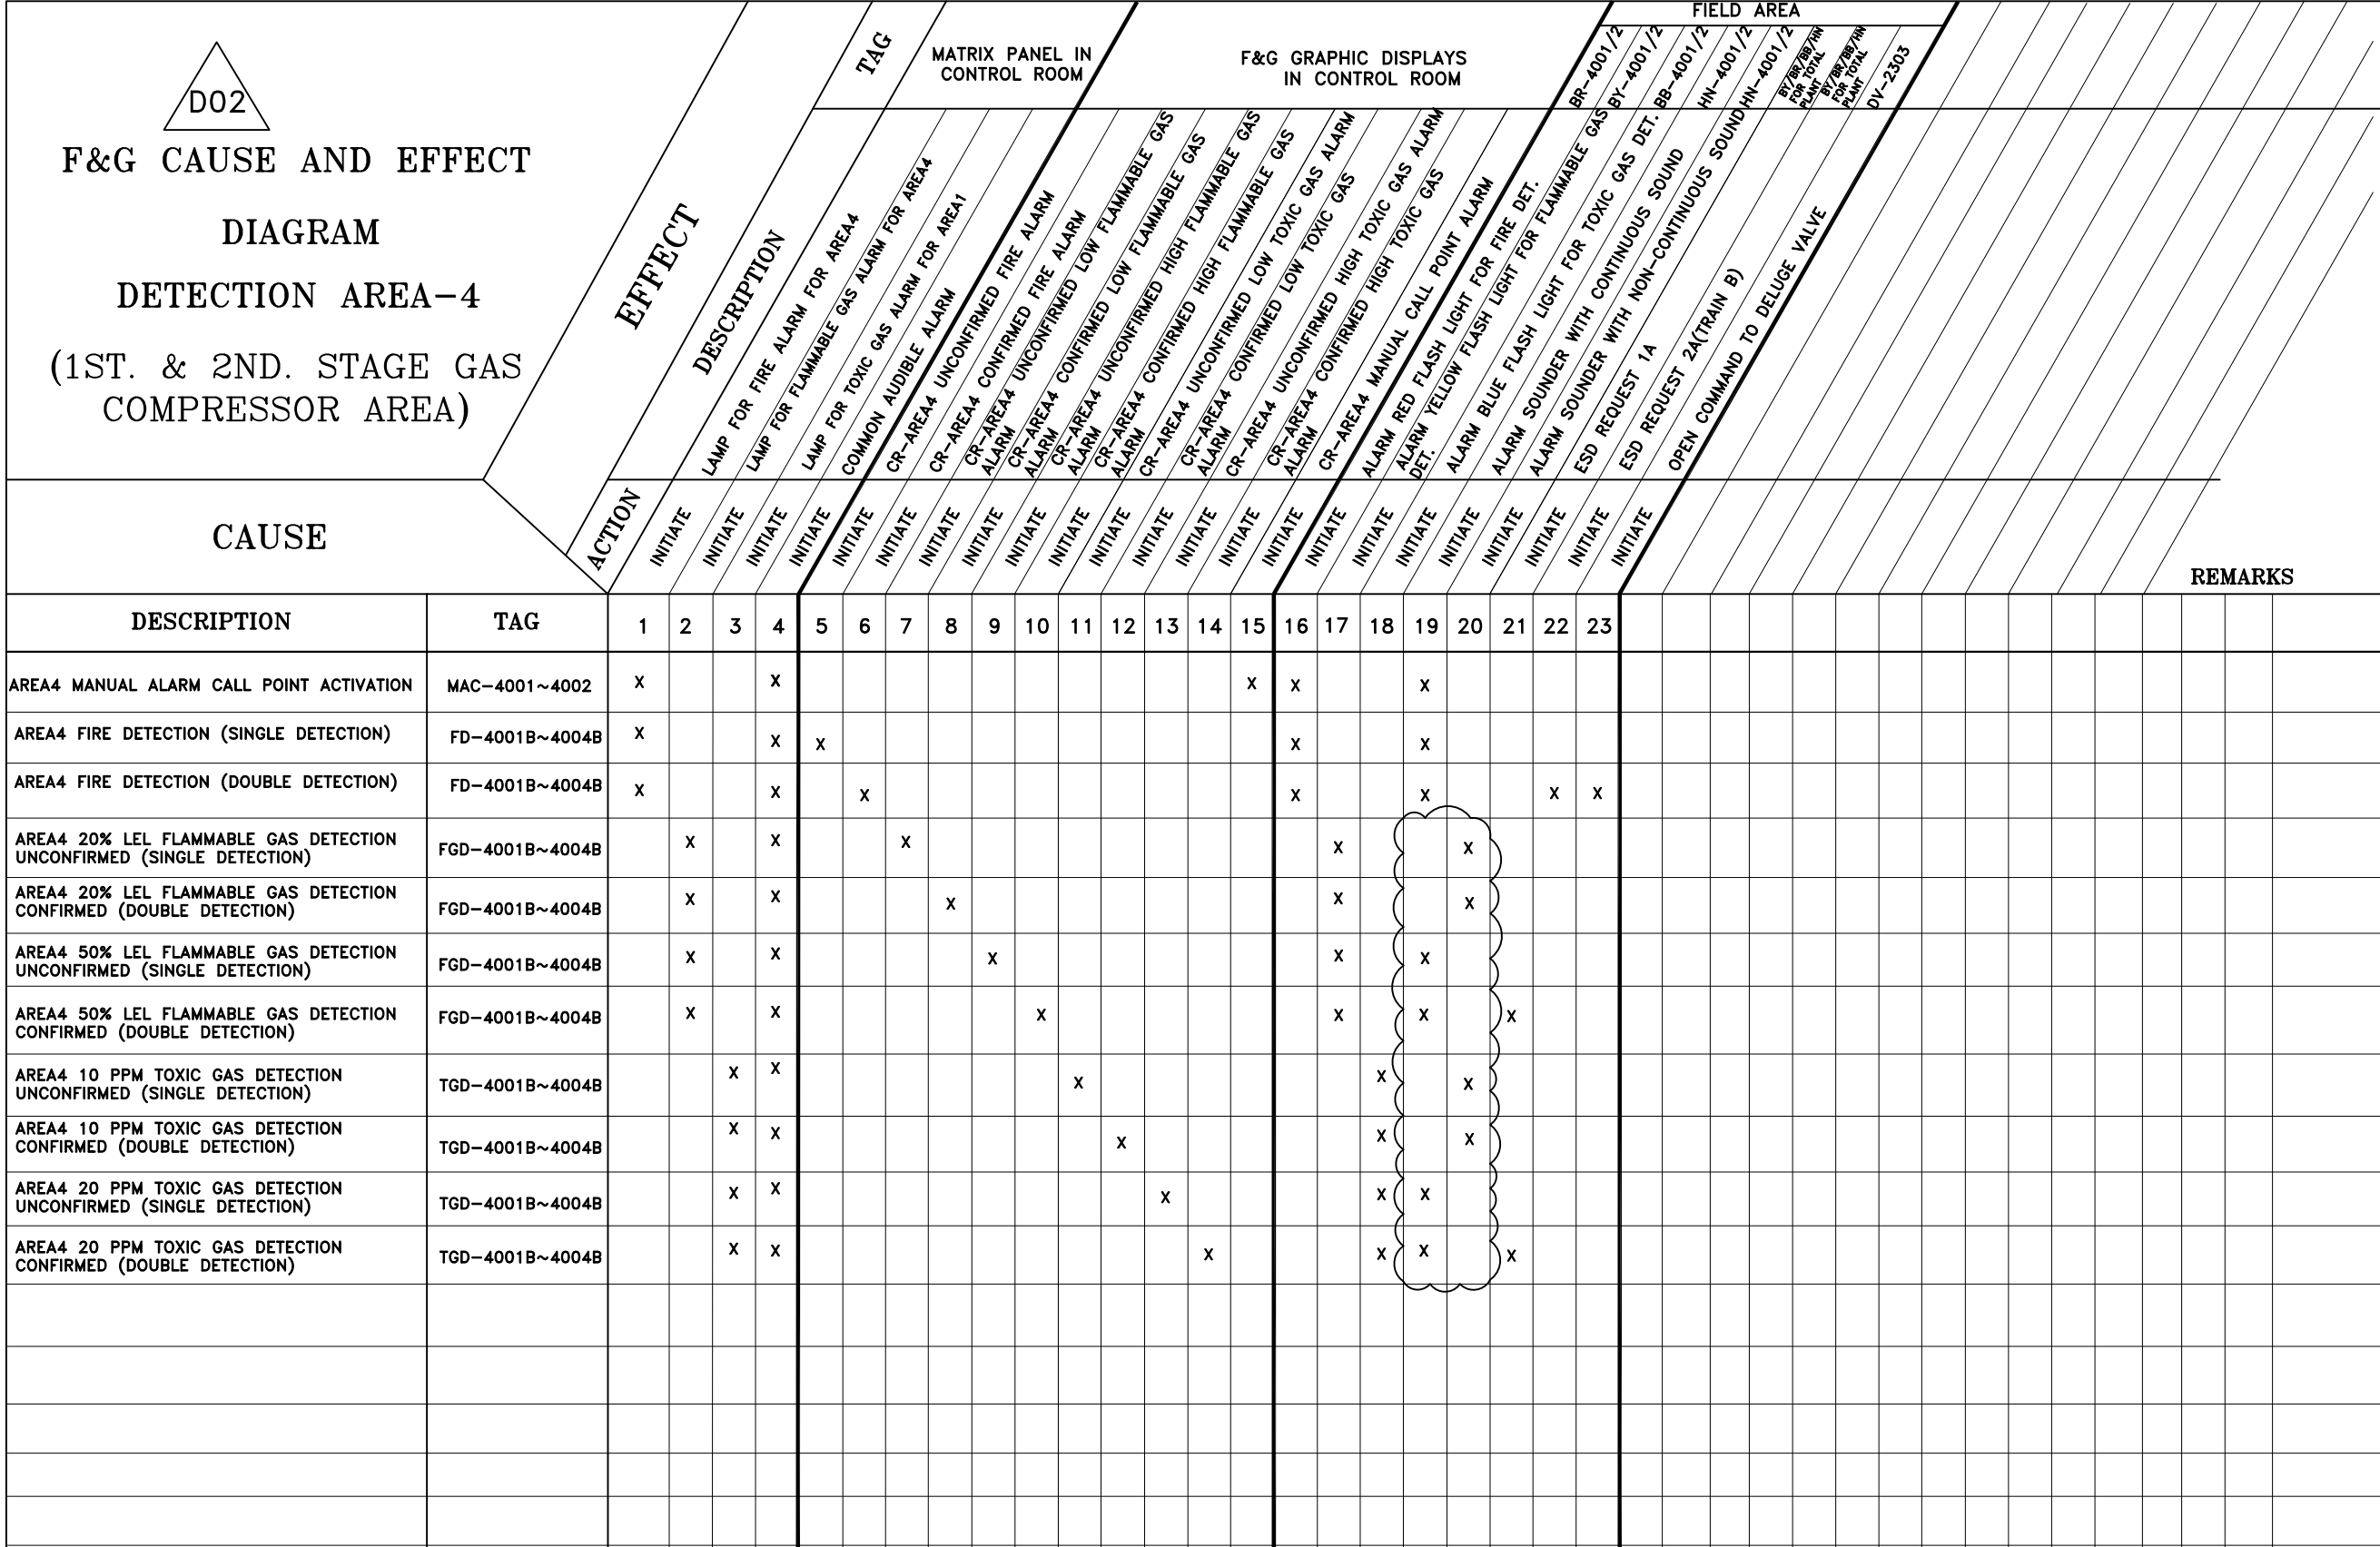 D02
F&G CAUSE AND EFFECT
DIAGRAM
DETECTION AREA-4
(1ST. & 2ND. STAGE GAS
COMPRESSOR AREA)
CAUSE
EFFECT
DESCRIPTION
TAG
ACTION
MATRIX PANEL IN
CONTROL ROOM
F&G GRAPHIC DISPLAYS
IN CONTROL ROOM
FIELD AREA
BR-4001/2
BY-4001/2
BB-4001/2
HN-4001/2
HN-4001/2
BY/BR/BB/HN
FOR TOTAL
PLANT
BY/BR/BB/HN
FOR TOTAL
PLANT
DV-2303
LAMP FOR FIRE ALARM FOR AREA4
LAMP FOR FLAMMABLE GAS ALARM FOR AREA4
LAMP FOR TOXIC GAS ALARM FOR AREA1
COMMON AUDIBLE ALARM
CR-AREA4 UNCONFIRMED FIRE ALARM
CR-AREA4 CONFIRMED FIRE ALARM
CR-AREA4 UNCONFIRMED LOW FLAMMABLE GAS
ALARM
CR-AREA4 CONFIRMED LOW FLAMMABLE GAS
ALARM
CR-AREA4 UNCONFIRMED HIGH FLAMMABLE GAS
ALARM
CR-AREA4 CONFIRMED HIGH FLAMMABLE GAS
ALARM
CR-AREA4 UNCONFIRMED LOW TOXIC GAS ALARM
CR-AREA4 CONFIRMED LOW TOXIC GAS
ALARM
CR-AREA4 UNCONFIRMED HIGH TOXIC GAS ALARM
CR-AREA4 CONFIRMED HIGH TOXIC GAS
ALARM
CR-AREA4 MANUAL CALL POINT ALARM
ALARM RED FLASH LIGHT FOR FIRE DET.
ALARM YELLOW FLASH LIGHT FOR FLAMMABLE GAS
DET.
ALARM BLUE FLASH LIGHT FOR TOXIC GAS DET.
ALARM SOUNDER WITH CONTINUOUS SOUND
ALARM SOUNDER WITH NON-CONTINUOUS SOUND
ESD REQUEST 1A
ESD REQUEST 2A(TRAIN B)
OPEN COMMAND TO DELUGE VALVE
INITIATE INITIATE INITIATE INITIATE INITIATE INITIATE INITIATE INITIATE INITIATE INITIATE INITIATE INITIATE INITIATE INITIATE INITIATE INITIATE INITIATE INITIATE INITIATE INITIATE INITIATE INITIATE INITIATE
REMARKS
DESCRIPTION TAG 1 2 3 4 5 6 7 8 9 10 11 12 13 14 15 16 17 18 19 20 21 22 23
AREA4 MANUAL ALARM CALL POINT ACTIVATION MAC-4001~4002 X X X X X
AREA4 FIRE DETECTION (SINGLE DETECTION) FD-4001B~4004B X X X X X
AREA4 FIRE DETECTION (DOUBLE DETECTION) FD-4001B~4004B X X X X X X X
AREA4 20% LEL FLAMMABLE GAS DETECTION
UNCONFIRMED (SINGLE DETECTION) FGD-4001B~4004B X X X X X
AREA4 20% LEL FLAMMABLE GAS DETECTION
CONFIRMED (DOUBLE DETECTION) FGD-4001B~4004B X X X X X
AREA4 50% LEL FLAMMABLE GAS DETECTION
UNCONFIRMED (SINGLE DETECTION) FGD-4001B~4004B X X X X X
AREA4 50% LEL FLAMMABLE GAS DETECTION
CONFIRMED (DOUBLE DETECTION) FGD-4001B~4004B X X X X X X
AREA4 10 PPM TOXIC GAS DETECTION
UNCONFIRMED (SINGLE DETECTION) TGD-4001B~4004B X X X X X
AREA4 10 PPM TOXIC GAS DETECTION
CONFIRMED (DOUBLE DETECTION) TGD-4001B~4004B X X X X X
AREA4 20 PPM TOXIC GAS DETECTION
UNCONFIRMED (SINGLE DETECTION) TGD-4001B~4004B X X X X X
AREA4 20 PPM TOXIC GAS DETECTION
CONFIRMED (DOUBLE DETECTION) TGD-4001B~4004B X X X X X X